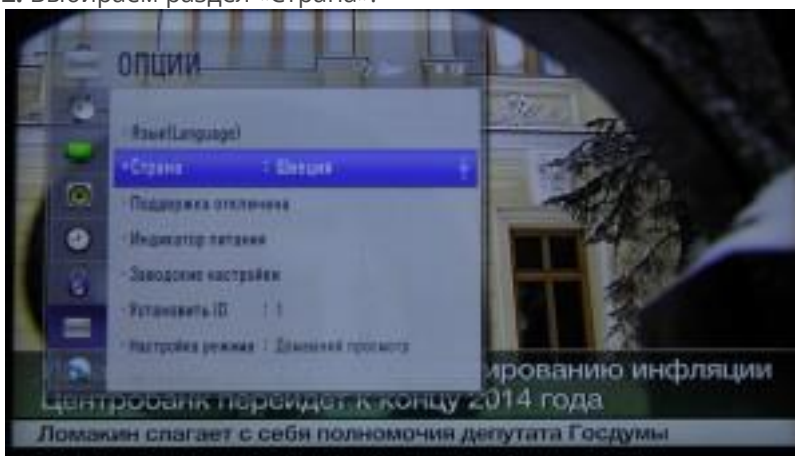 2. Выбираем раздел «Страна».
ОПЦИИ
Язык(Language)
Страна : Швеция
Поддержка отключена
Индикатор питания
Заводские настройки
Установить ID : 1
Настройка режима : Домашний просмотр
ированию инфляции
Центробанк перейдет к концу 2014 года
Ломакин слагает с себя полномочия депутата Госдумы